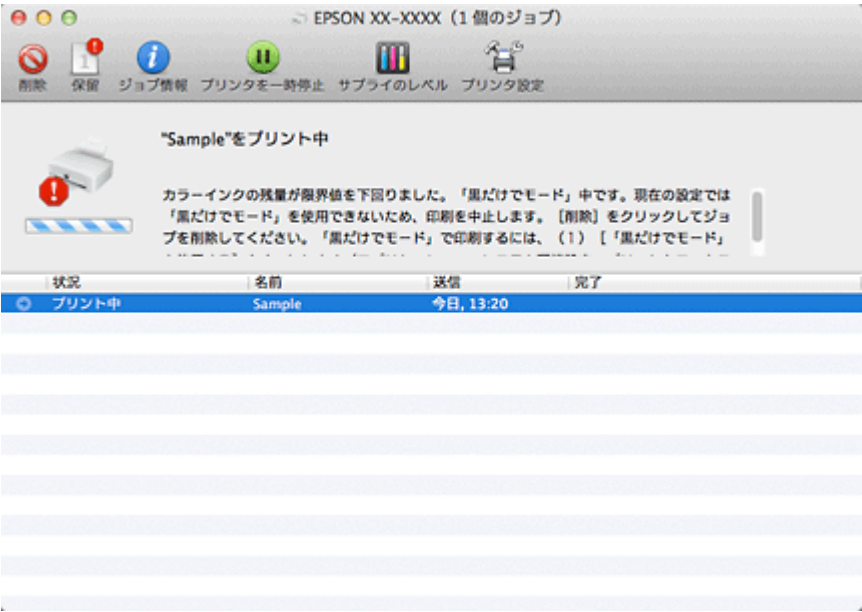 EPSON XX-XXXX（1 個のジョブ）
削除 保留 ジョブ情報 プリンタを一時停止 サプライのレベル プリンタ設定
"Sample"をプリント中
カラーインクの残量が限界値を下回りました。「黒だけでモード」中です。現在の設定では
「黒だけでモード」を使用できないため、印刷を中止します。［削除］をクリックしてジョ
ブを削除してください。「黒だけでモード」で印刷するには、（1）［「黒だけでモード」
状況 名前 送信 完了
プリント中 Sample 今日, 13:20